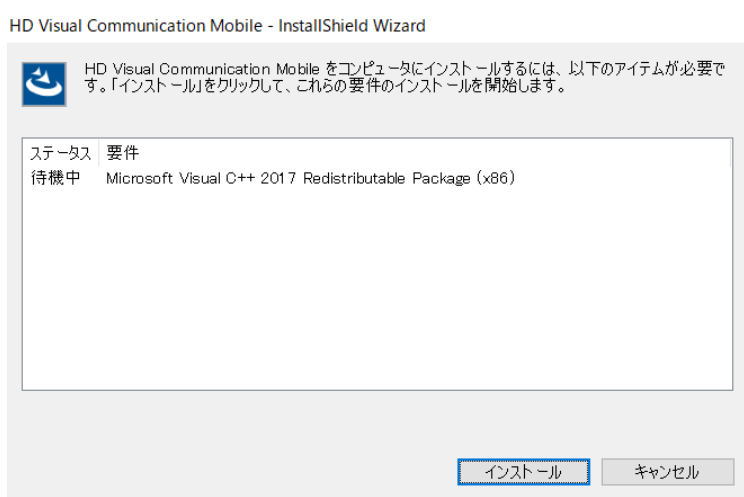 HD Visual Communication Mobile - InstallShield Wizard
HD Visual Communication Mobile をコンピュータにインストールするには、以下のアイテムが必要で
す。「インストール」をクリックして、これらの要件のインストールを開始します。
ステータス 要件
待機中 Microsoft Visual C++ 2017 Redistributable Package (x86)
インストール キャンセル